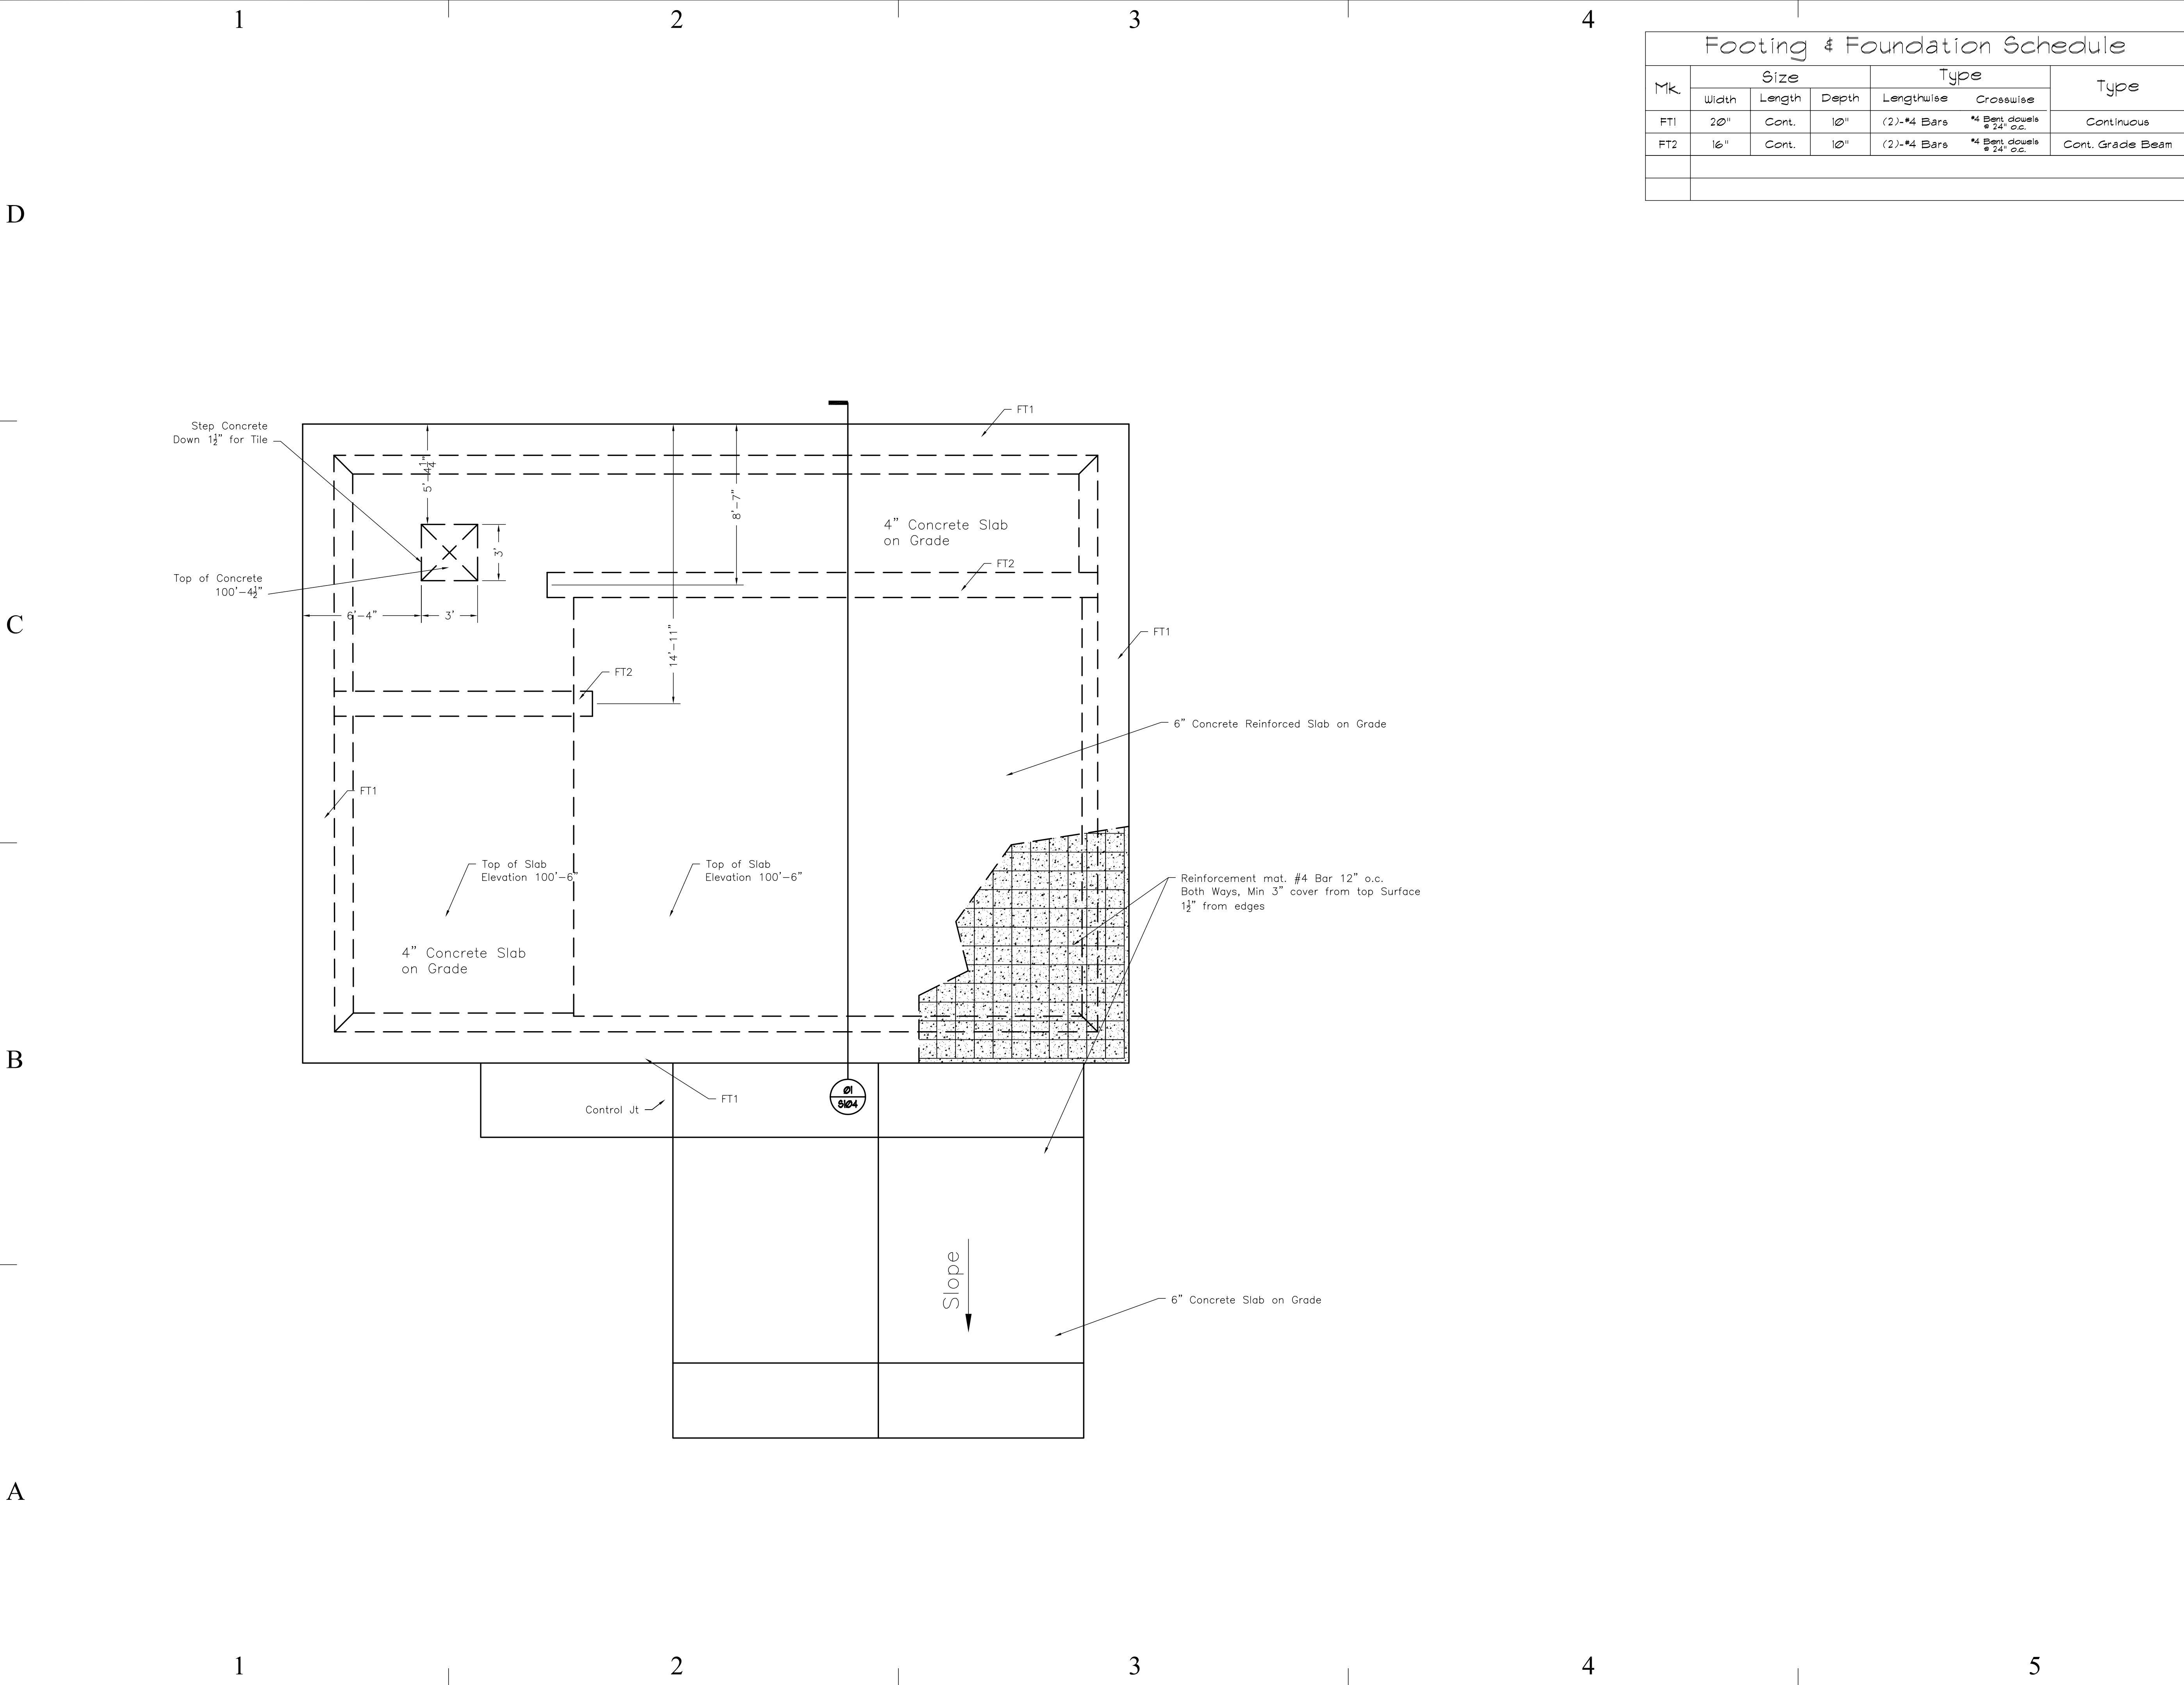 1 2 3 4
Footing & Foundation Schedule
Mk. Size Type Type
Width Length Depth Lengthwise Crosswise
FT1 20" Cont. 10" (2)-#4 Bars #4 Bent dowels @ 24" o.c. Continuous
FT2 16" Cont. 10" (2)-#4 Bars #4 Bent dowels @ 24" o.c. Cont. Grade Beam
D
FT1
Step Concrete
Down 1½" for Tile
5'-4¼"
8'-7"
4" Concrete Slab
on Grade
3'
FT2
Top of Concrete
100'-4½"
6'-4"
3'
C
14'-11"
FT1
FT2
6" Concrete Reinforced Slab on Grade
FT1
Top of Slab
Elevation 100'-6"
Top of Slab
Elevation 100'-6"
Reinforcement mat. #4 Bar 12" o.c.
Both Ways, Min 3" cover from top Surface
1½" from edges
4" Concrete Slab
on Grade
B
01
S104
FT1
Control Jt
Slope
6" Concrete Slab on Grade
A
1 2 3 4 5